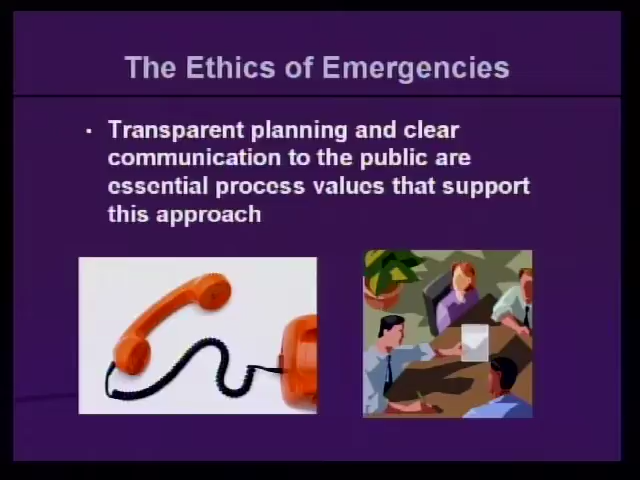 The Ethics of Emergencies
• Transparent planning and clear
communication to the public are
essential process values that support
this approach